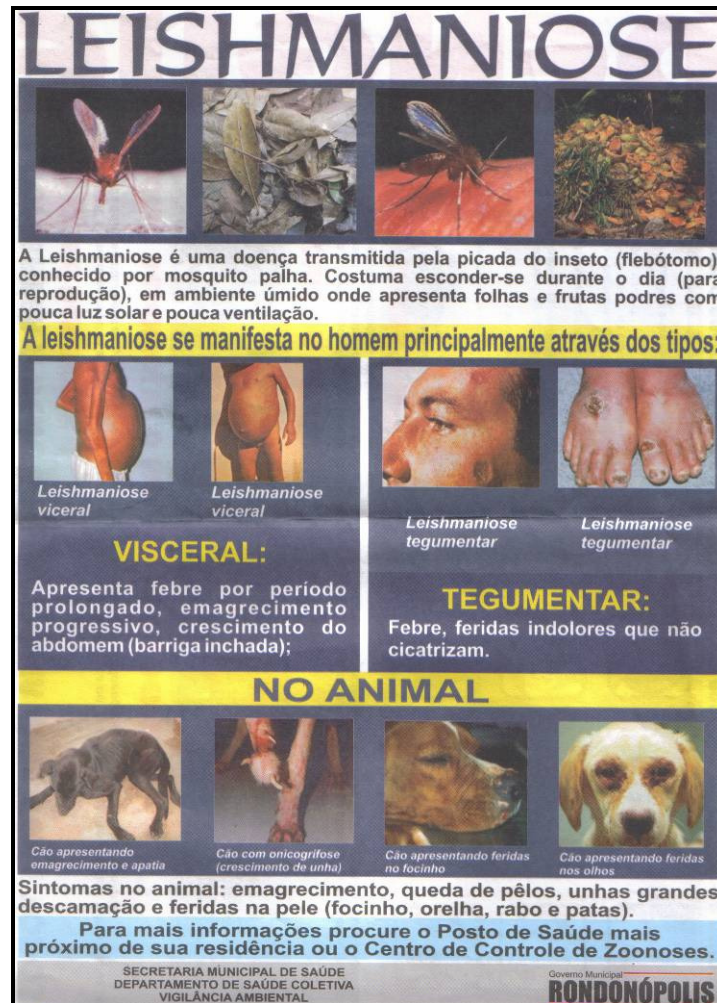 LEISHMANIOSE
A Leishmaniose é uma doença transmitida pela picada do inseto (flebótomo)
conhecido por mosquito palha. Costuma esconder-se durante o dia (para
reprodução), em ambiente úmido onde apresenta folhas e frutas podres com
pouca luz solar e pouca ventilação.
A leishmaniose se manifesta no homem principalmente através dos tipos:
Leishmaniose
viceral
Leishmaniose
viceral
Leishmaniose
tegumentar
Leishmaniose
tegumentar
VISCERAL:
Apresenta febre por período
prolongado, emagrecimento
progressivo, crescimento do
abdomem (barriga inchada);
TEGUMENTAR:
Febre, feridas indolores que não
cicatrizam.
NO ANIMAL
Cão apresentando
emagrecimento e apatia
Cão com onicogrifose
(crescimento de unha)
Cão apresentando feridas
no focinho
Cão apresentando feridas
nos olhos
Sintomas no animal: emagrecimento, queda de pêlos, unhas grandes
descamação e feridas na pele (focinho, orelha, rabo e patas).
Para mais informações procure o Posto de Saúde mais
próximo de sua residência ou o Centro de Controle de Zoonoses.
SECRETARIA MUNICIPAL DE SAÚDE
DEPARTAMENTO DE SAÚDE COLETIVA
VIGILÂNCIA AMBIENTAL
Governo Municipal
RONDONÓPOLIS